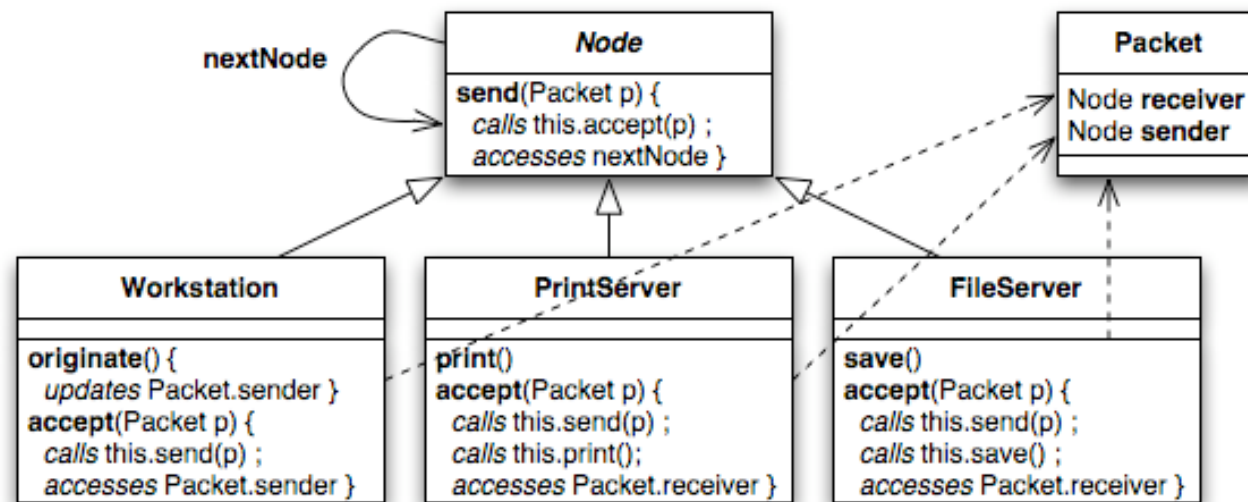 nextNode
Node
send(Packet p) {
calls this.accept(p) ;
accesses nextNode }
Packet
Node receiver
Node sender
Workstation
originate() {
updates Packet.sender }
accept(Packet p) {
calls this.send(p) ;
accesses Packet.sender }
PrintServer
print()
accept(Packet p) {
calls this.send(p) ;
calls this.print();
accesses Packet.receiver }
FileServer
save()
accept(Packet p) {
calls this.send(p) ;
calls this.save() ;
accesses Packet.receiver }